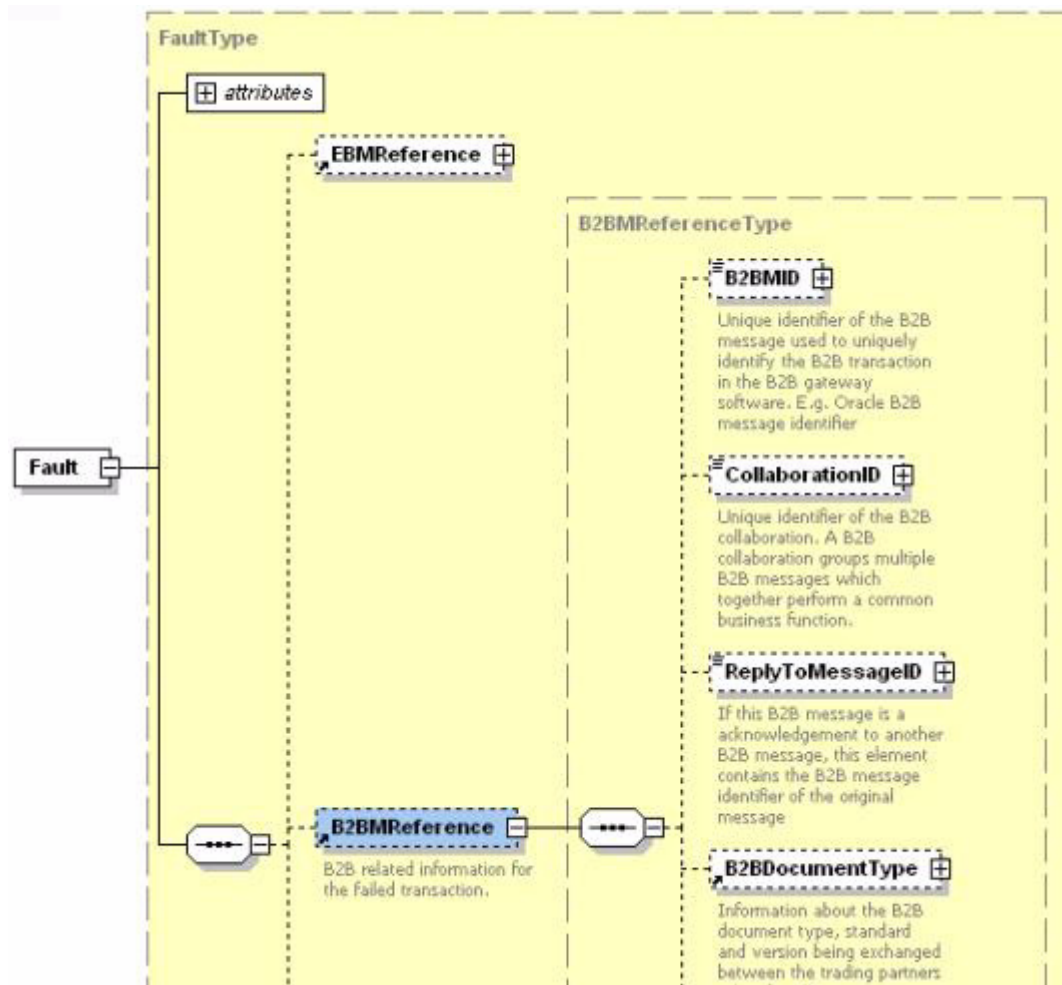 FaultType
attributes
EBMReference
B2BMReferenceType
B2BMID
Unique identifier of the B2B
message used to uniquely
identify the B2B transaction
in the B2B gateway
software. E.g. Oracle B2B
message identifier
Fault
CollaborationID
Unique identifier of the B2B
collaboration. A B2B
collaboration groups multiple
B2B messages which
together perform a common
business function.
ReplyToMessageID
If this B2B message is a
acknowledgement to another
B2B message, this element
contains the B2B message
identifier of the original
message
B2BMReference
B2B related information for
the failed transaction.
B2BDocumentType
Information about the B2B
document type, standard
and version being exchanged
between the trading partners